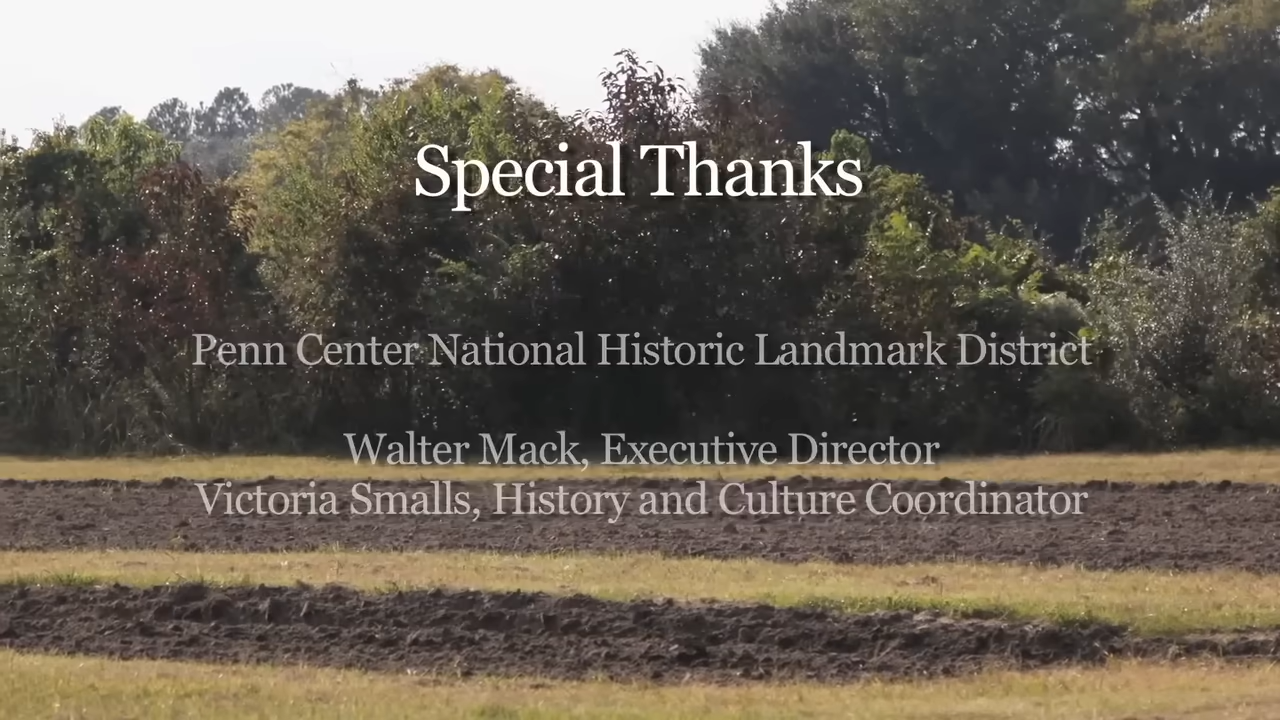 Special Thanks
Penn Center National Historic Landmark District
Walter Mack, Executive Director
Victoria Smalls, History and Culture Coordinator